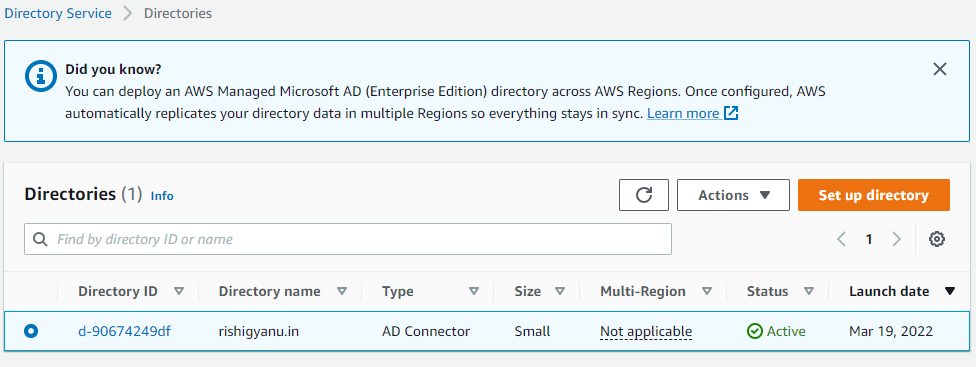 Directory Service > Directories
Did you know?
You can deploy an AWS Managed Microsoft AD (Enterprise Edition) directory across AWS Regions. Once configured, AWS
automatically replicates your directory data in multiple Regions so everything stays in sync. Learn more
Directories (1) Info
Actions
Set up directory
Find by directory ID or name
1
Directory ID Directory name Type Size Multi-Region Status Launch date
d-90674249df rishigyanu.in AD Connector Small Not applicable Active Mar 19, 2022